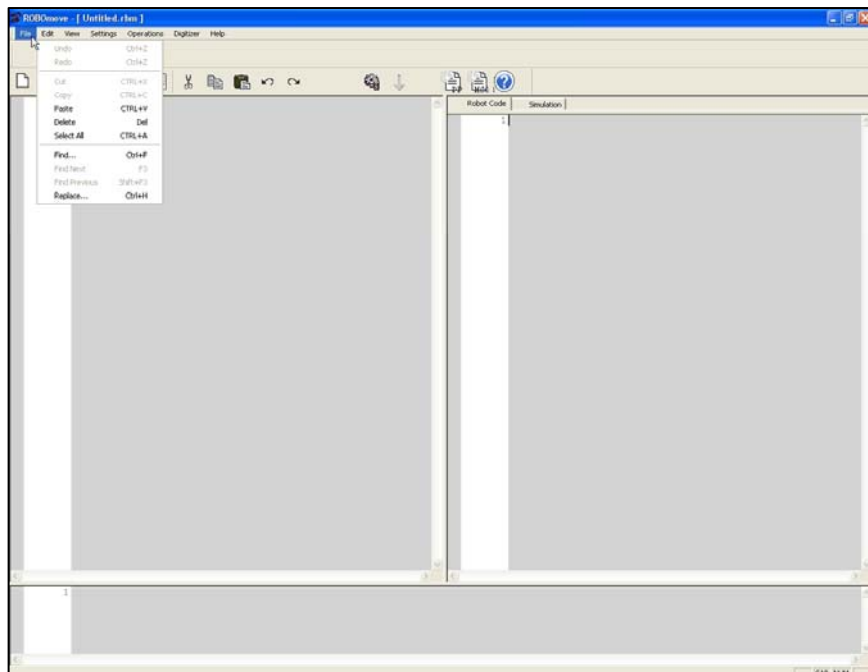 ROBOmove - [ Untitled.rbm ]
File Edit View Settings Operations Digitizer Help
Undo Ctrl+Z
Redo Ctrl+Z
Cut CTRL+X
Copy CTRL+C
Paste CTRL+V
Delete Del
Select All CTRL+A
Find... Ctrl+F
Find Next F3
Find Previous Shift+F3
Replace... Ctrl+H
Robot Code Simulation
1
1